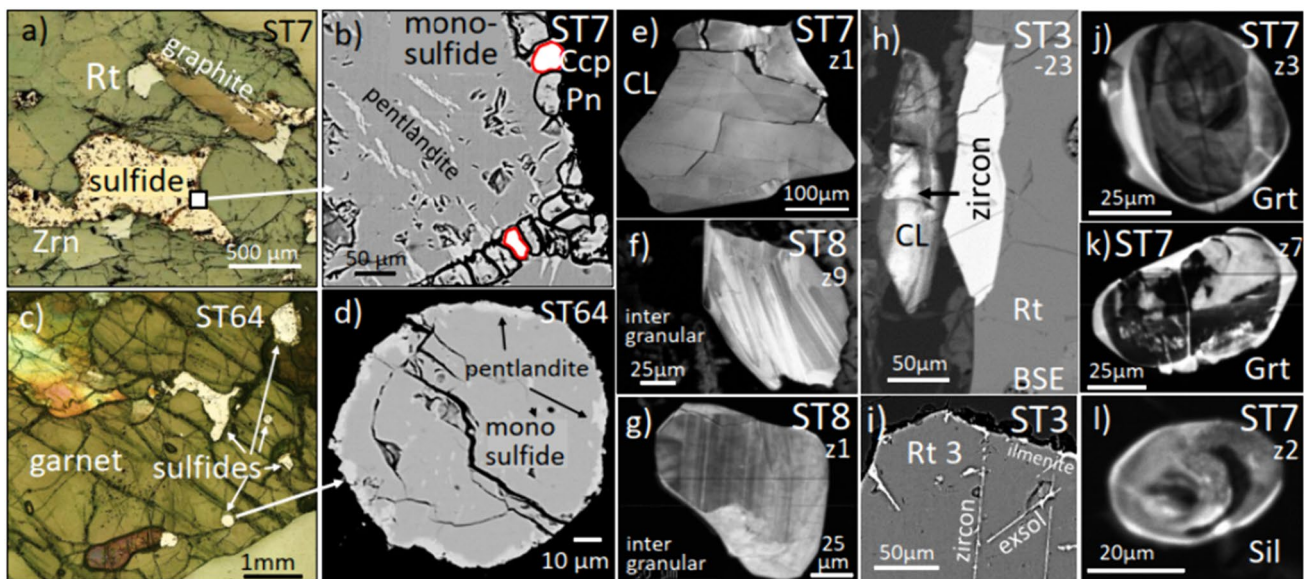 a) ST7
Rt
graphite
sulfide
Zrn
500 µm
b) mono- ST7
sulfide
Ccp
Pn
pentlandite
50 µm
c) ST64
garnet
sulfides
1mm
d) ST64
pentlandite
mono
sulfide
10 µm
e) ST7
z1
CL
100µm
f) ST8
z9
inter
granular
25µm
g) ST8
z1
inter
granular
25
µm
h) ST3
-23
zircon
CL
Rt
50µm
BSE
i) ST3
Rt 3
ilmenite
zircon
exsol
50µm
j) ST7
z3
25µm
Grt
k) ST7
z7
25µm
Grt
l) ST7
z2
20µm
Sil